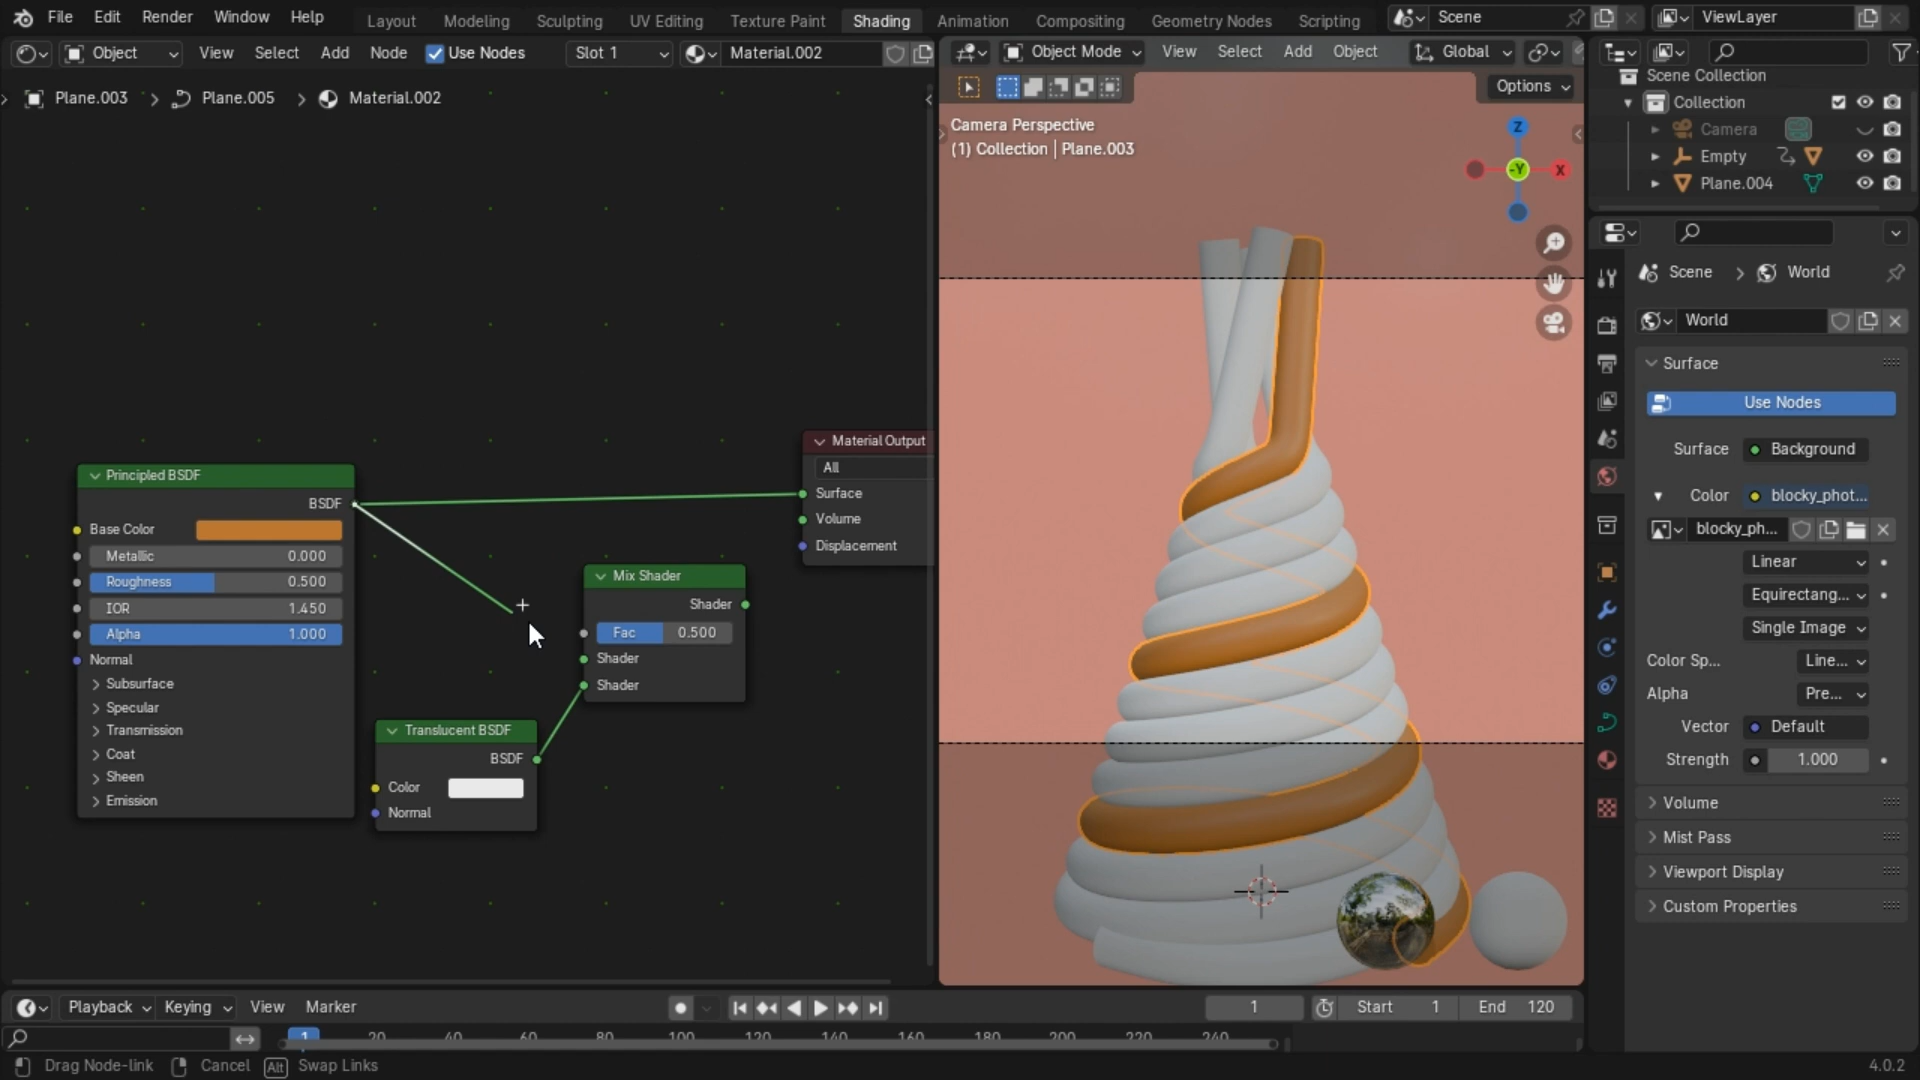 File Edit Render Window Help Layout Modeling Sculpting UV Editing Texture Paint Shading Animation Compositing Geometry Nodes Scripting Scene ViewLayer
Object View Select Add Node Use Nodes Slot 1 Material.002
Object Mode View Select Add Object Global
Plane.003 > Plane.005 > Material.002
Options
Camera Perspective
(1) Collection | Plane.003
Z
-Y
X
Scene Collection
Collection
Camera
Empty
Plane.004
Principled BSDF
BSDF
Base Color
Metallic 0.000
Roughness 0.500
IOR 1.450
Alpha 1.000
Normal
Subsurface
Specular
Transmission
Coat
Sheen
Emission
Translucent BSDF
BSDF
Color
Normal
Mix Shader
Shader
Fac 0.500
Shader
Shader
Material Output
All
Surface
Volume
Displacement
Scene > World
World
Surface
Use Nodes
Surface Background
Color blocky_phot...
blocky_ph...
Linear
Equirectang...
Single Image
Color Sp... Line...
Alpha Pre...
Vector Default
Strength 1.000
Volume
Mist Pass
Viewport Display
Custom Properties
Playback Keying View Marker 1 Start 1 End 120
1 20 40 60 80 100 120 140 160 180 200 220 240
Drag Node-link Cancel Alt Swap Links 4.0.2